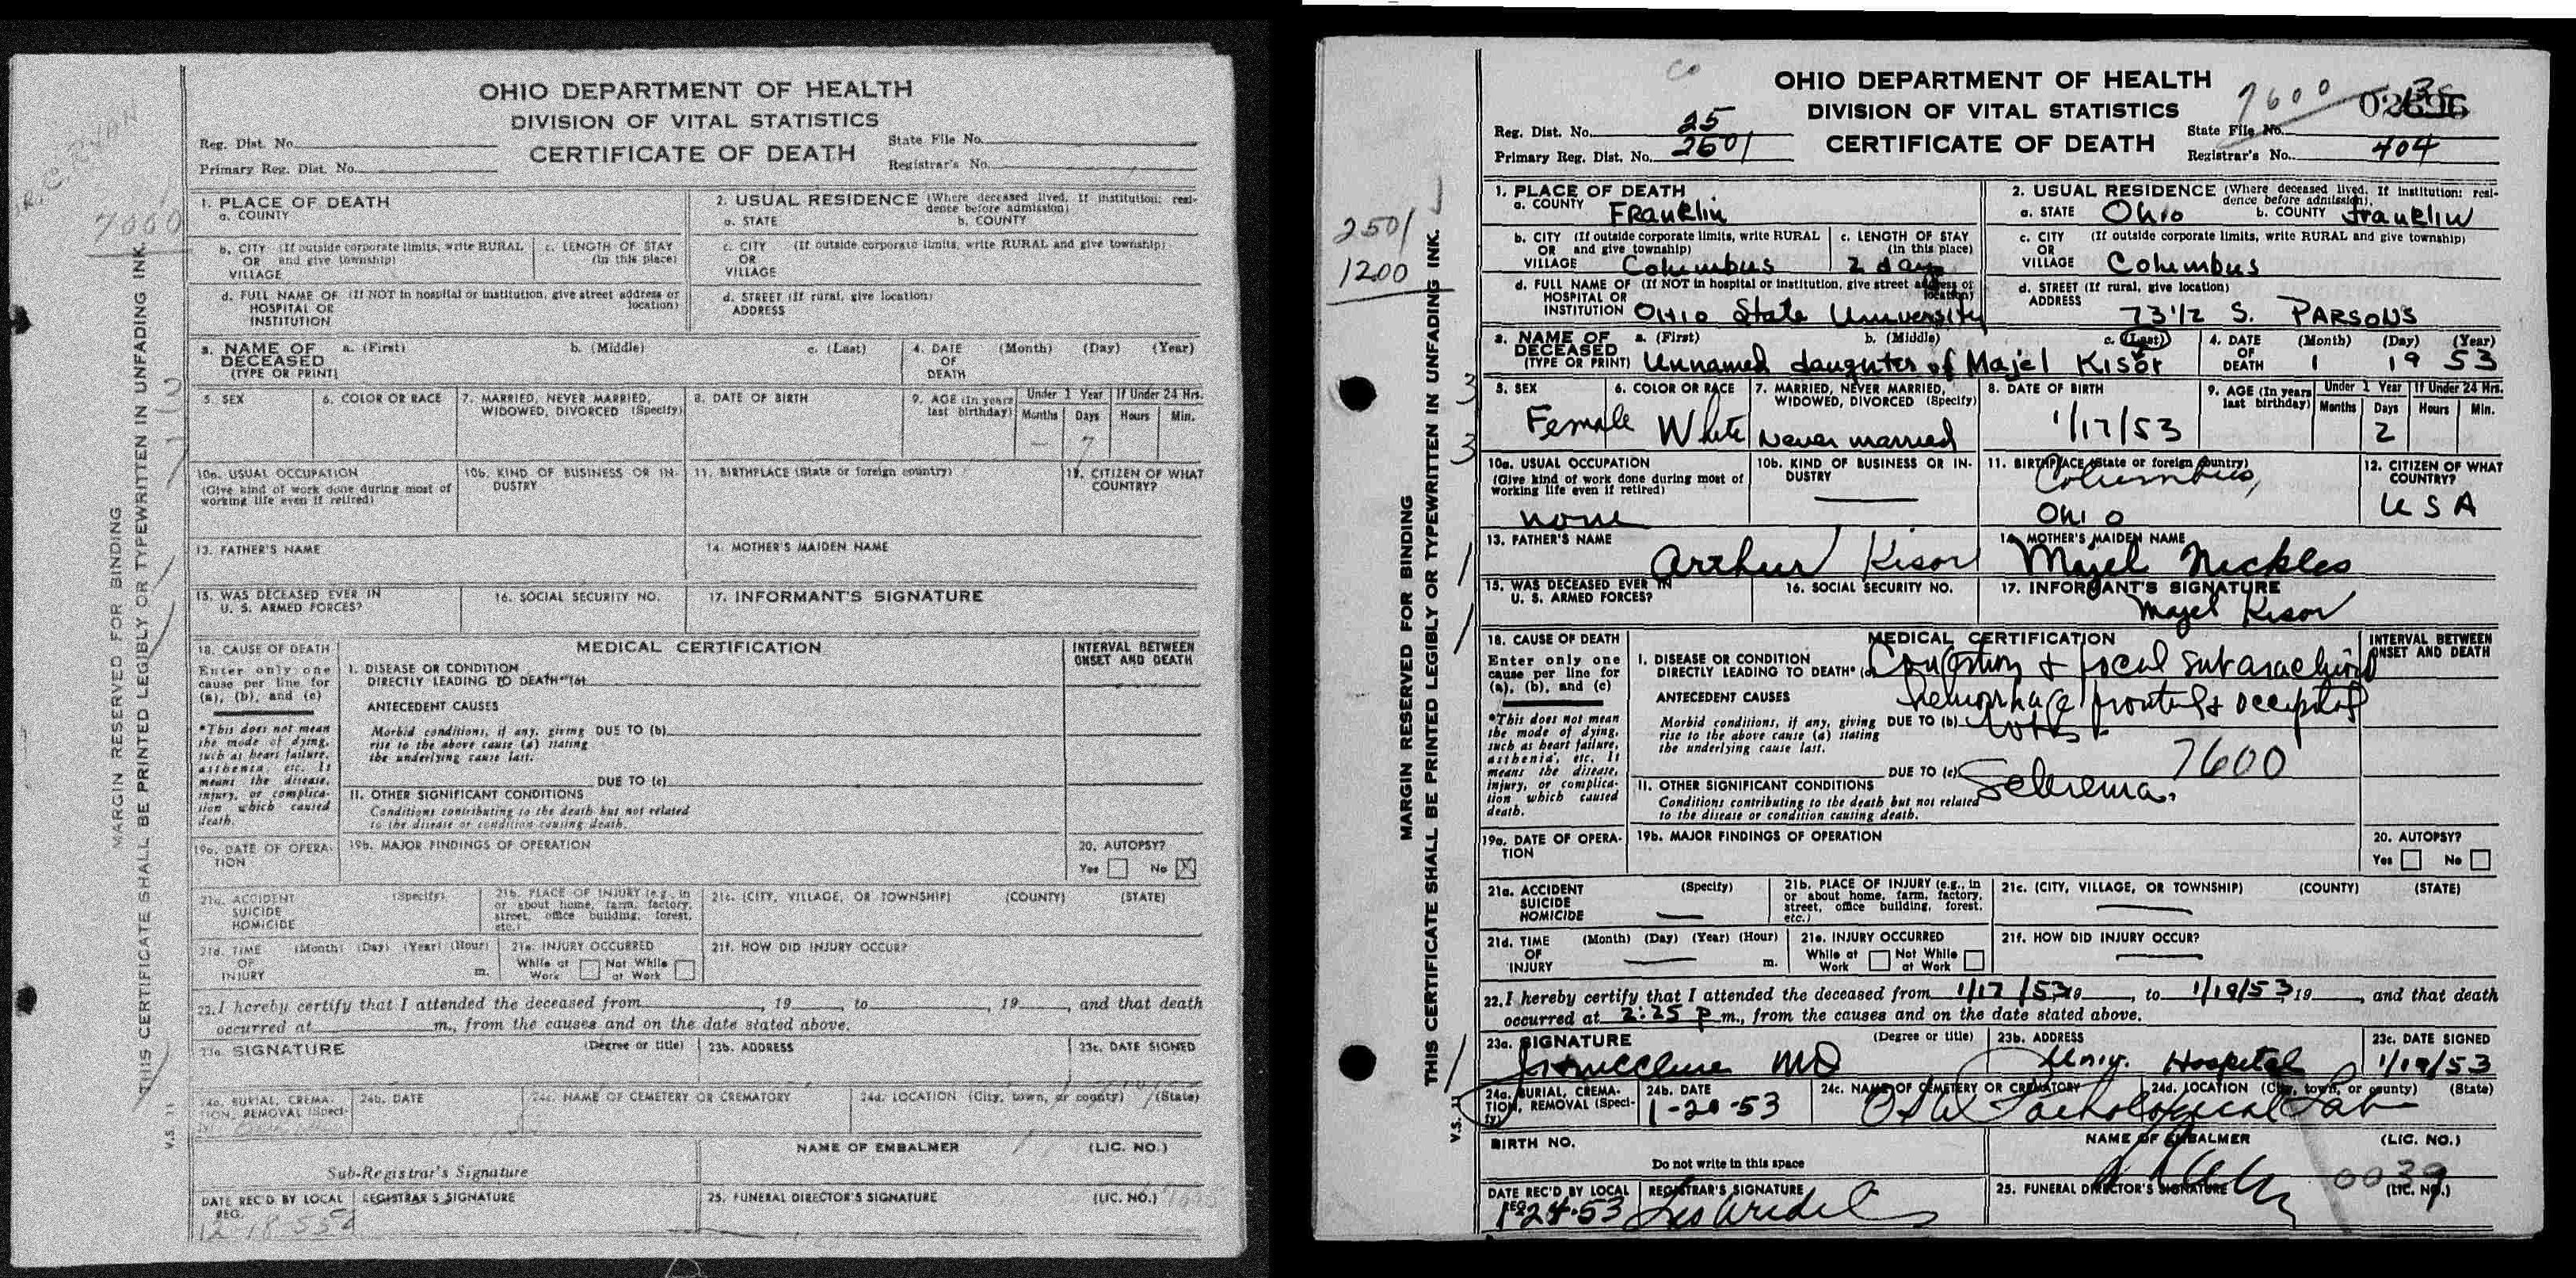 OHIO DEPARTMENT OF HEALTH
DIVISION OF VITAL STATISTICS
CERTIFICATE OF DEATH
Reg. Dist. No.
Primary Reg. Dist. No.
State File No.
Registrar's No.
7600
MARGIN RESERVED FOR BINDING
THIS CERTIFICATE SHALL BE PRINTED LEGIBLY OR TYPEWRITTEN IN UNFADING INK.
V.S. 11
1. PLACE OF DEATH
a. COUNTY
2. USUAL RESIDENCE (Where deceased lived. If institution: resi-
dence before admission)
a. STATE b. COUNTY
b. CITY (If outside corporate limits, write RURAL
OR and give township)
VILLAGE
c. LENGTH OF STAY
(in this place)
c. CITY (If outside corporate limits, write RURAL and give township)
OR
VILLAGE
d. FULL NAME OF (If NOT in hospital or institution, give street address or
location)
HOSPITAL OR
INSTITUTION
d. STREET (If rural, give location)
ADDRESS
3. NAME OF a. (First) b. (Middle) c. (Last)
DECEASED
(TYPE OR PRINT)
4. DATE (Month) (Day) (Year)
OF
DEATH
5. SEX
6. COLOR OR RACE
7. MARRIED, NEVER MARRIED,
WIDOWED, DIVORCED (Specify)
8. DATE OF BIRTH
9. AGE (In years
last birthday)
Under 1 Year If Under 24 Hrs.
Months Days Hours Min.
— 7
10a. USUAL OCCUPATION
(Give kind of work done during most of
working life even if retired)
10b. KIND OF BUSINESS OR IN-
DUSTRY
11. BIRTHPLACE (State or foreign country)
12. CITIZEN OF WHAT
COUNTRY?
13. FATHER'S NAME
14. MOTHER'S MAIDEN NAME
15. WAS DECEASED EVER IN
U. S. ARMED FORCES?
16. SOCIAL SECURITY NO.
17. INFORMANT'S SIGNATURE
18. CAUSE OF DEATH
Enter only one
cause per line for
(a), (b), and (c)
*This does not mean
the mode of dying,
such as heart failure,
asthenia, etc. It
means the disease,
injury, or complica-
tion which caused
death.
MEDICAL CERTIFICATION
INTERVAL BETWEEN
ONSET AND DEATH
I. DISEASE OR CONDITION
DIRECTLY LEADING TO DEATH* (a)
ANTECEDENT CAUSES
Morbid conditions, if any, giving DUE TO (b)
rise to the above cause (a) stating
the underlying cause last.
DUE TO (c)
II. OTHER SIGNIFICANT CONDITIONS
Conditions contributing to the death but not related
to the disease or condition causing death.
19a. DATE OF OPERA-
TION
19b. MAJOR FINDINGS OF OPERATION
20. AUTOPSY?
Yes No X
21a. ACCIDENT (Specify)
SUICIDE
HOMICIDE
21b. PLACE OF INJURY (e.g., in
or about home, farm, factory,
street, office building, forest,
etc.)
21c. (CITY, VILLAGE, OR TOWNSHIP) (COUNTY) (STATE)
21d. TIME (Month) (Day) (Year) (Hour)
OF
INJURY m.
21e. INJURY OCCURRED
While at Not While
Work at Work
21f. HOW DID INJURY OCCUR?
22. I hereby certify that I attended the deceased from , 19 , to , 19 , and that death
occurred at m., from the causes and on the date stated above.
23a. SIGNATURE (Degree or title)
23b. ADDRESS
23c. DATE SIGNED
24a. BURIAL, CREMA-
TION, REMOVAL (Speci-
24b. DATE
24c. NAME OF CEMETERY OR CREMATORY
24d. LOCATION (City, town, or county) (State)
NAME OF EMBALMER (LIC. NO.)
Sub-Registrar's Signature
DATE REC'D BY LOCAL
REG.
REGISTRAR'S SIGNATURE
25. FUNERAL DIRECTOR'S SIGNATURE (LIC. NO.)
OHIO DEPARTMENT OF HEALTH
DIVISION OF VITAL STATISTICS
CERTIFICATE OF DEATH
7600
Reg. Dist. No. 25
Primary Reg. Dist. No. 2501
State File No.
Registrar's No. 404
2501
1200
MARGIN RESERVED FOR BINDING
THIS CERTIFICATE SHALL BE PRINTED LEGIBLY OR TYPEWRITTEN IN UNFADING INK.
V.S. 11
1. PLACE OF DEATH
a. COUNTY Franklin
2. USUAL RESIDENCE (Where deceased lived. If institution: resi-
dence before admission)
a. STATE Ohio b. COUNTY Franklin
b. CITY (If outside corporate limits, write RURAL
OR and give township)
VILLAGE Columbus
c. LENGTH OF STAY
(in this place)
2 days
c. CITY (If outside corporate limits, write RURAL and give township)
OR
VILLAGE Columbus
d. FULL NAME OF (If NOT in hospital or institution, give street address or
location)
HOSPITAL OR
INSTITUTION Ohio State University
d. STREET (If rural, give location)
ADDRESS
73 1/2 S. PARSONS
3. NAME OF a. (First) b. (Middle) c. (Last)
DECEASED
(TYPE OR PRINT) Unnamed daughter of Majel Kisor
4. DATE (Month) (Day) (Year)
OF
DEATH 1 19 53
5. SEX
Female
6. COLOR OR RACE
White
7. MARRIED, NEVER MARRIED,
WIDOWED, DIVORCED (Specify)
Never married
8. DATE OF BIRTH
1/17/53
9. AGE (In years
last birthday)
Under 1 Year If Under 24 Hrs.
Months Days Hours Min.
2
10a. USUAL OCCUPATION
(Give kind of work done during most of
working life even if retired)
none
10b. KIND OF BUSINESS OR IN-
DUSTRY
11. BIRTHPLACE (State or foreign country)
Columbus,
Ohio
12. CITIZEN OF WHAT
COUNTRY?
USA
13. FATHER'S NAME
Arthur Kisor
14. MOTHER'S MAIDEN NAME
Majel Nickles
15. WAS DECEASED EVER IN
U. S. ARMED FORCES?
16. SOCIAL SECURITY NO.
17. INFORMANT'S SIGNATURE
Majel Kisor
18. CAUSE OF DEATH
Enter only one
cause per line for
(a), (b), and (c)
*This does not mean
the mode of dying,
such as heart failure,
asthenia, etc. It
means the disease,
injury, or complica-
tion which caused
death.
MEDICAL CERTIFICATION
INTERVAL BETWEEN
ONSET AND DEATH
I. DISEASE OR CONDITION
DIRECTLY LEADING TO DEATH* (a) Congestion & focal subarachnoid
ANTECEDENT CAUSES hemorrhage frontal & occipital
Morbid conditions, if any, giving DUE TO (b) lobes
rise to the above cause (a) stating
the underlying cause last.
7600
DUE TO (c)
II. OTHER SIGNIFICANT CONDITIONS
Conditions contributing to the death but not related
to the disease or condition causing death.
19a. DATE OF OPERA-
TION
19b. MAJOR FINDINGS OF OPERATION
20. AUTOPSY?
Yes No
21a. ACCIDENT (Specify)
SUICIDE
HOMICIDE
21b. PLACE OF INJURY (e.g., in
or about home, farm, factory,
street, office building, forest,
etc.)
21c. (CITY, VILLAGE, OR TOWNSHIP) (COUNTY) (STATE)
21d. TIME (Month) (Day) (Year) (Hour)
OF
INJURY m.
21e. INJURY OCCURRED
While at Not While
Work at Work
21f. HOW DID INJURY OCCUR?
22. I hereby certify that I attended the deceased from 1/17/53 19 , to 1/19/53 19 , and that death
occurred at 2:25 P m., from the causes and on the date stated above.
23a. SIGNATURE (Degree or title)
MD
23b. ADDRESS
Univ. Hospital
23c. DATE SIGNED
1/19/53
24a. BURIAL, CREMA-
TION, REMOVAL (Speci-
fy)
24b. DATE
1-20-53
24c. NAME OF CEMETERY OR CREMATORY
24d. LOCATION (City, town, or county) (State)
OSU Pathological Lab
BIRTH NO.
Do not write in this space
NAME OF EMBALMER (LIC. NO.)
DATE REC'D BY LOCAL
REG.
1-24-53
REGISTRAR'S SIGNATURE
25. FUNERAL DIRECTOR'S SIGNATURE (LIC. NO.)
0039